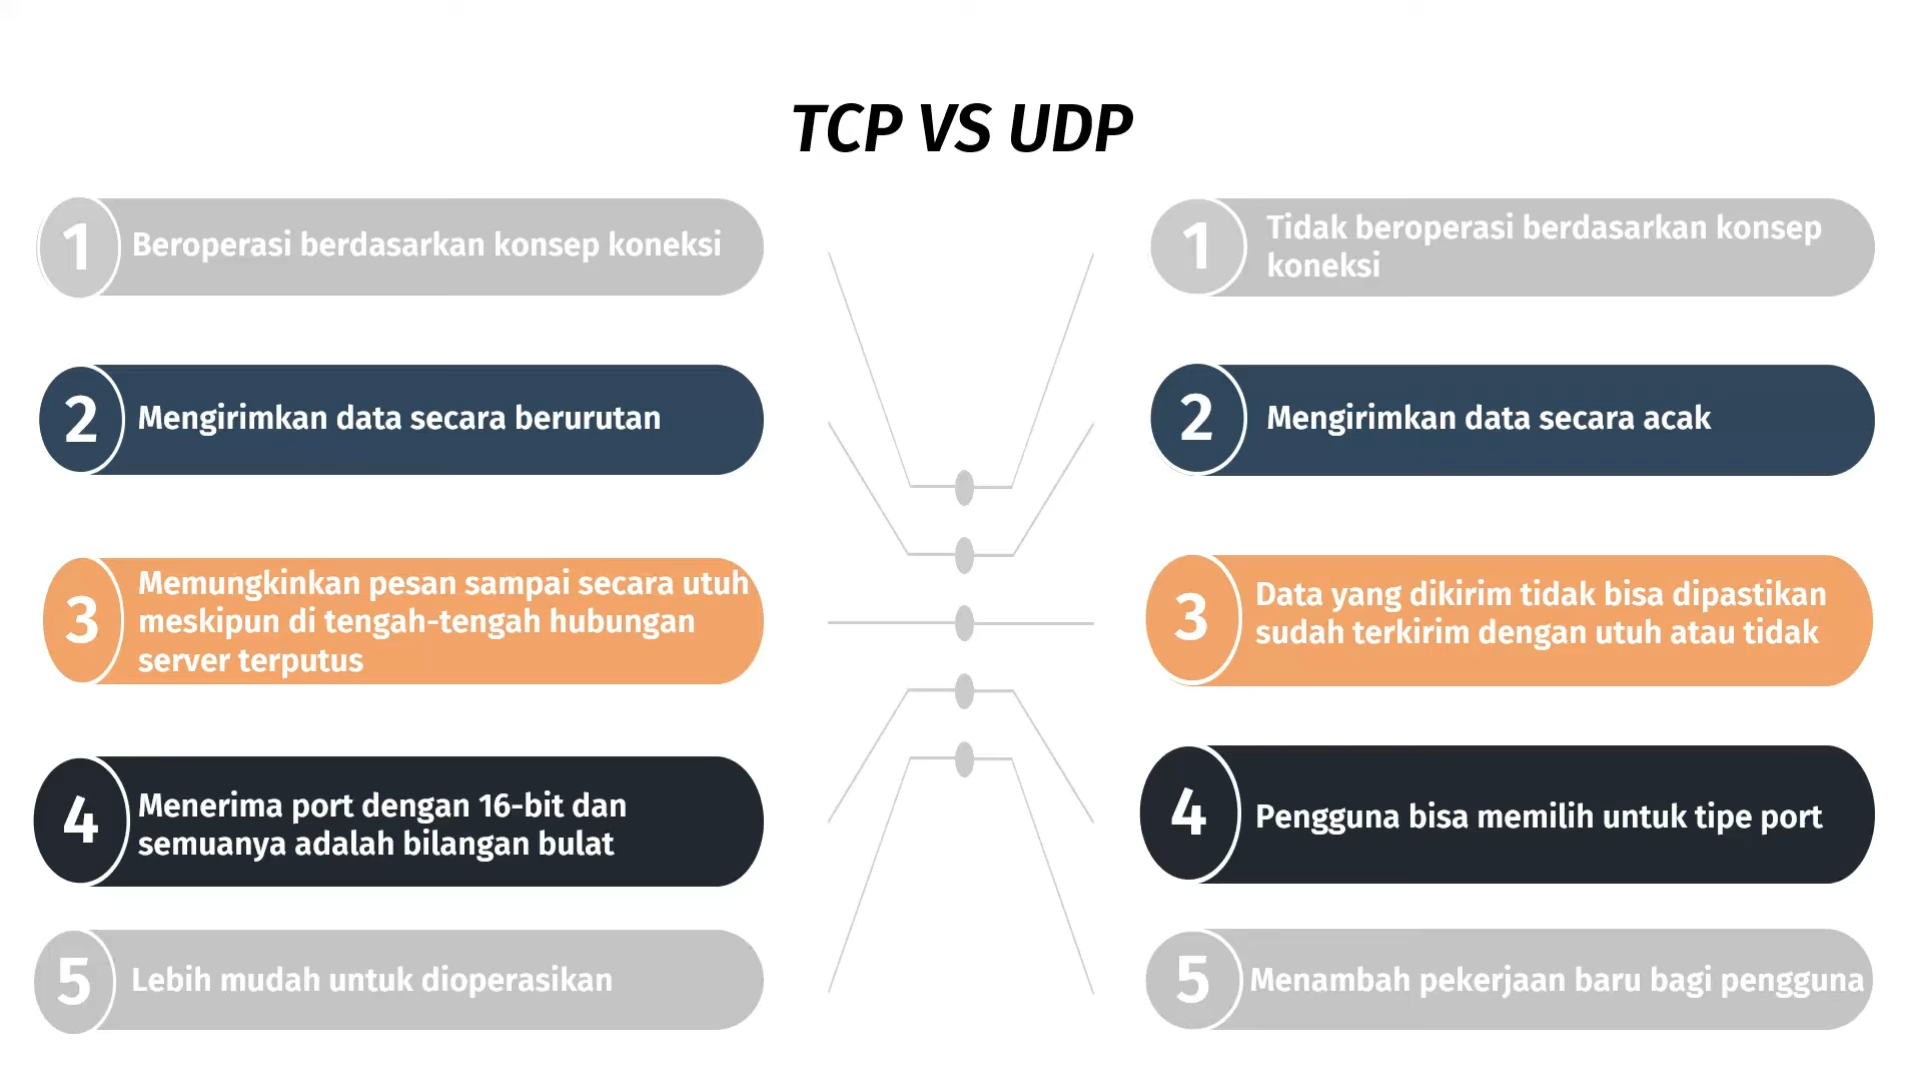 TCP VS UDP
1
Beroperasi berdasarkan konsep koneksi
2
Mengirimkan data secara berurutan
3
Memungkinkan pesan sampai secara utuh
meskipun di tengah-tengah hubungan
server terputus
4
Menerima port dengan 16-bit dan
semuanya adalah bilangan bulat
5
Lebih mudah untuk dioperasikan
1
Tidak beroperasi berdasarkan konsep
koneksi
2
Mengirimkan data secara acak
3
Data yang dikirim tidak bisa dipastikan
sudah terkirim dengan utuh atau tidak
4
Pengguna bisa memilih untuk tipe port
5
Menambah pekerjaan baru bagi pengguna